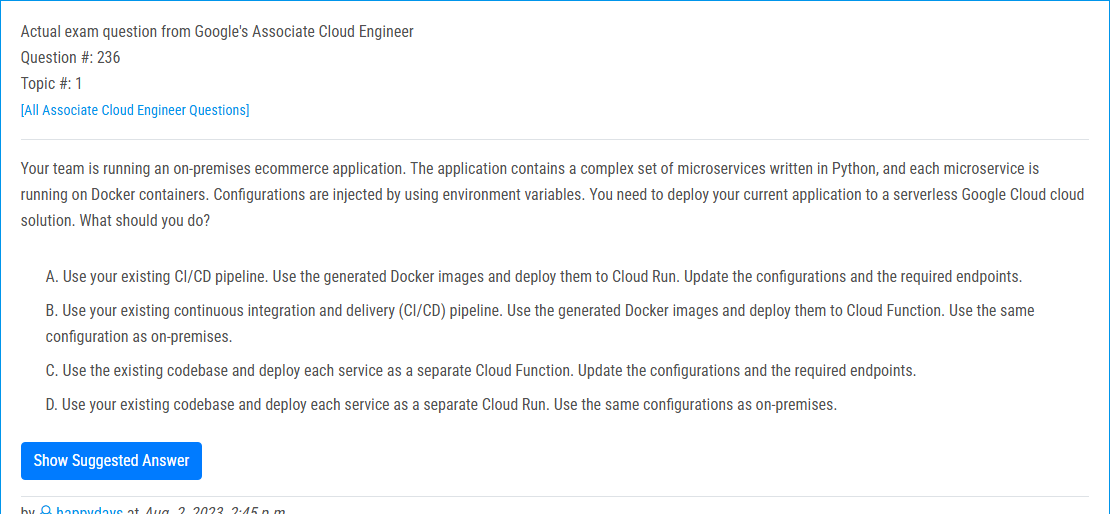 Actual exam question from Google's Associate Cloud Engineer
Question #: 236
Topic #: 1
[All Associate Cloud Engineer Questions]
Your team is running an on-premises ecommerce application. The application contains a complex set of microservices written in Python, and each microservice is
running on Docker containers. Configurations are injected by using environment variables. You need to deploy your current application to a serverless Google Cloud cloud
solution. What should you do?
A. Use your existing CI/CD pipeline. Use the generated Docker images and deploy them to Cloud Run. Update the configurations and the required endpoints.
B. Use your existing continuous integration and delivery (CI/CD) pipeline. Use the generated Docker images and deploy them to Cloud Function. Use the same
configuration as on-premises.
C. Use the existing codebase and deploy each service as a separate Cloud Function. Update the configurations and the required endpoints.
D. Use your existing codebase and deploy each service as a separate Cloud Run. Use the same configurations as on-premises.
Show Suggested Answer
by happydays at Aug. 2, 2023, 2:45 p.m.